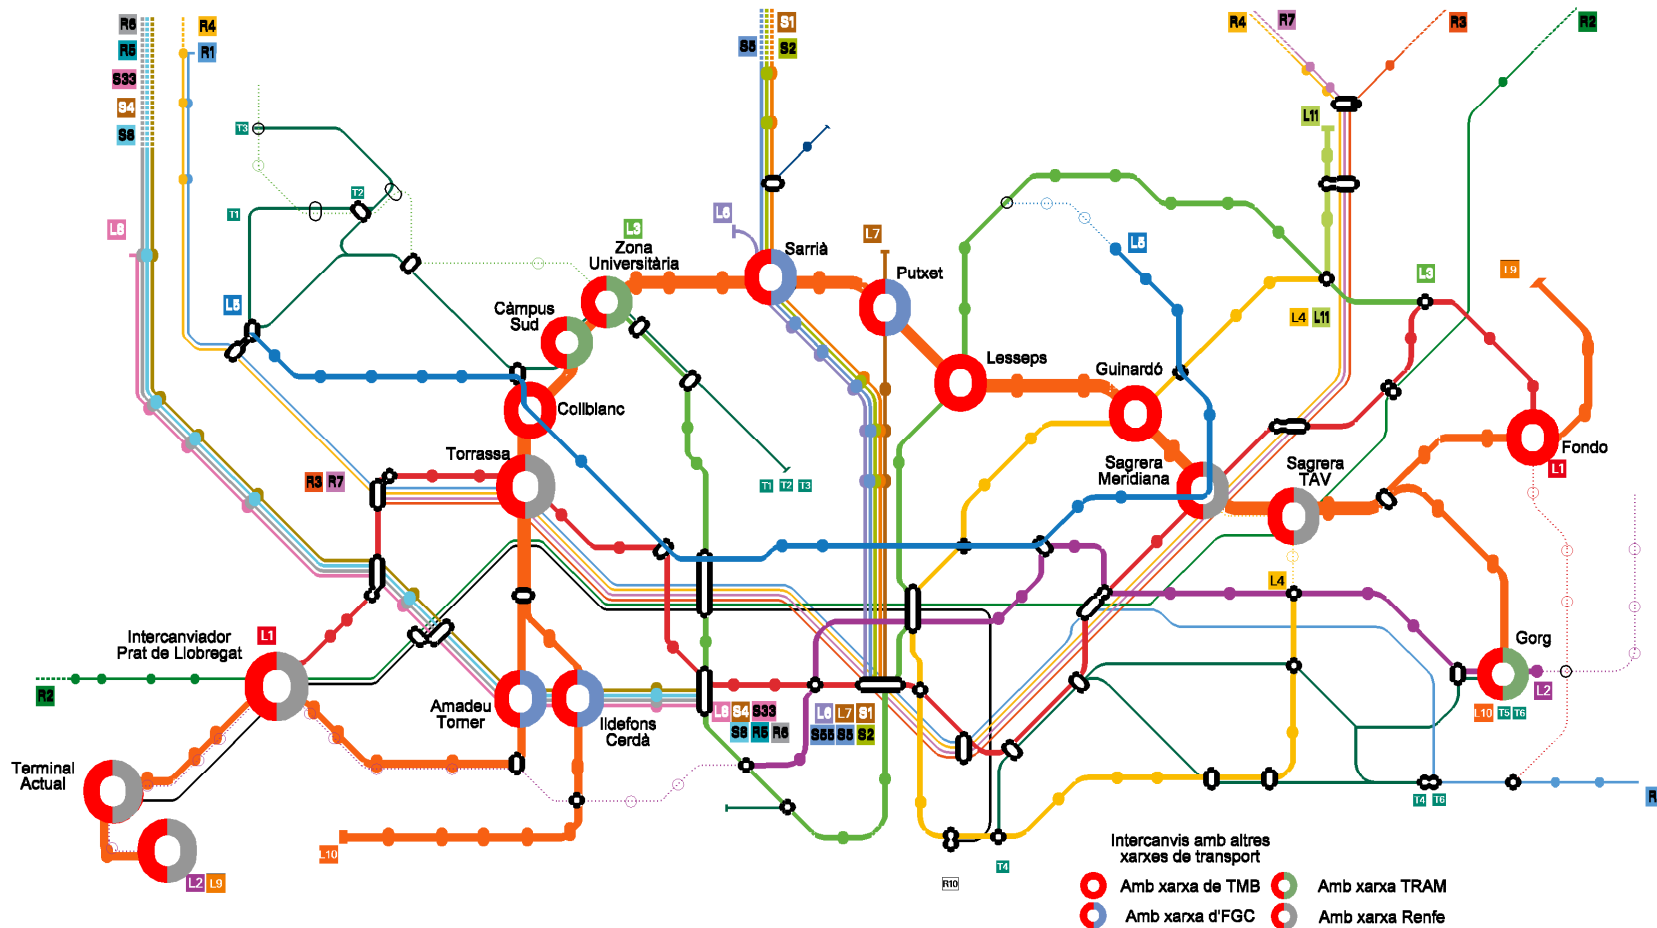 R6
R5
S33
S4
S8
R4
R1
S1
S5
S2
R4
R7
R3
R2
L11
T3
T2
T1
L8
L6
L3
Zona
Universitària
Sarrià
L7
Putxet
L5
L9
L3
L5
Càmpus
Sud
L4
L11
Lesseps
Guinardó
Collblanc
Torrassa
Fondo
L1
Sagrera
Meridiana
Sagrera
TAV
R3
R7
T1
T2
T3
L4
L1
Intercanviador
Prat de Llobregat
Gorg
L2
R2
Amadeu
Torner
Ildefons
Cerdà
L8
S4
S33
S8
R5
R6
L6
L7
S1
S55
S5
S2
L10
T5
T6
Terminal
Actual
T4
T6
R
L10
L2
L9
T4
R10
Intercanvis amb altres
xarxes de transport
Amb xarxa de TMB
Amb xarxa TRAM
Amb xarxa d'FGC
Amb xarxa Renfe